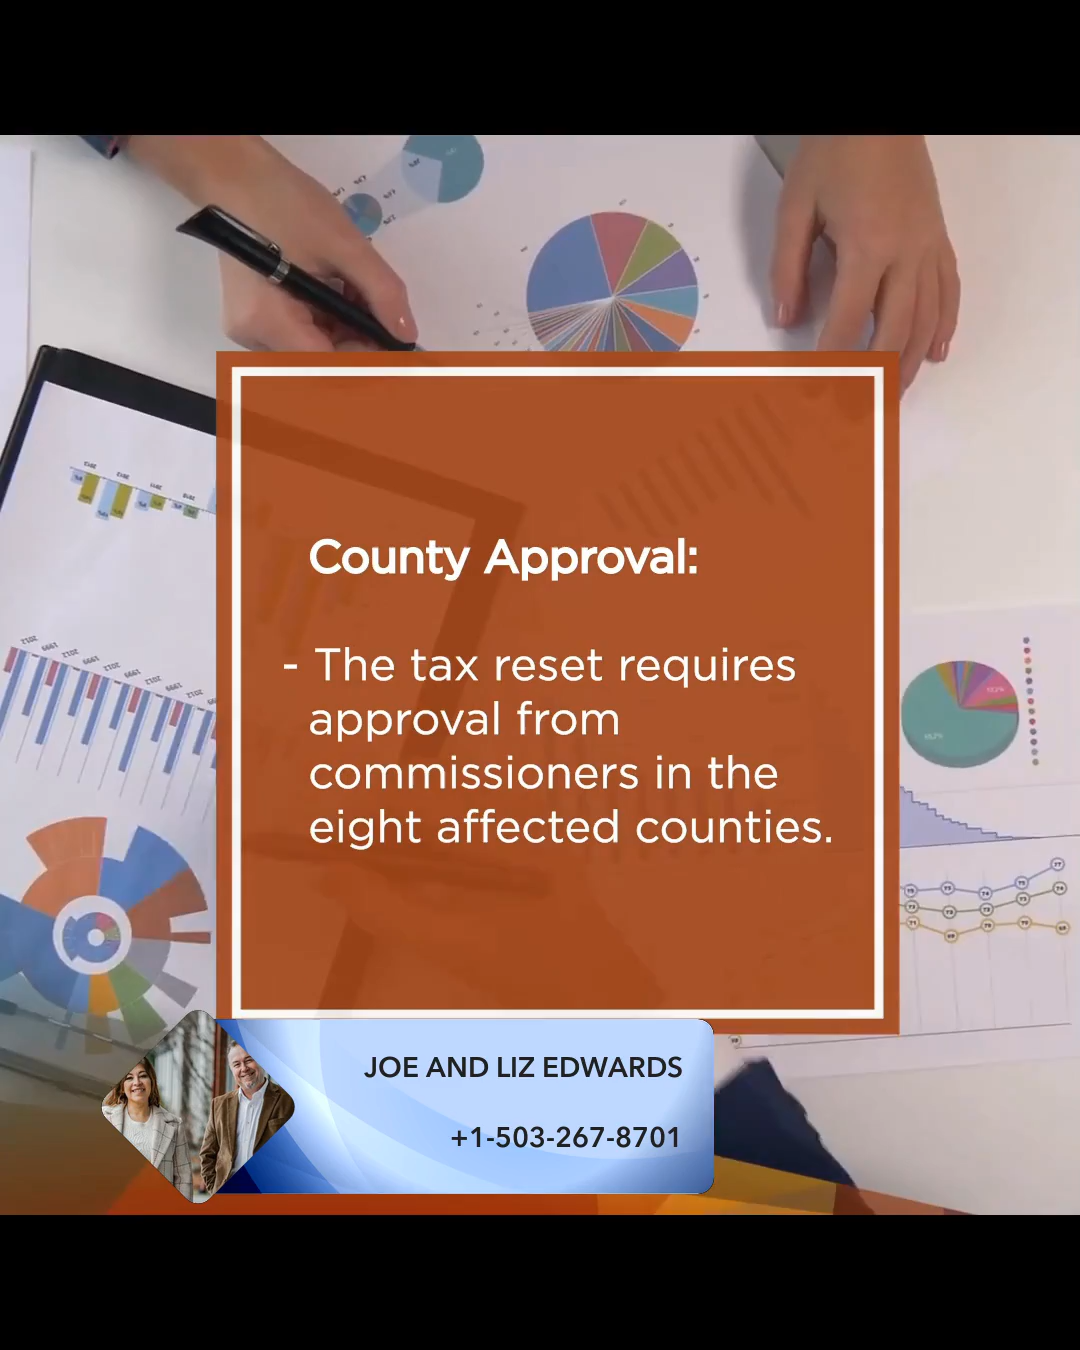 County Approval:
- The tax reset requires
approval from
commissioners in the
eight affected counties.
JOE AND LIZ EDWARDS
+1-503-267-8701